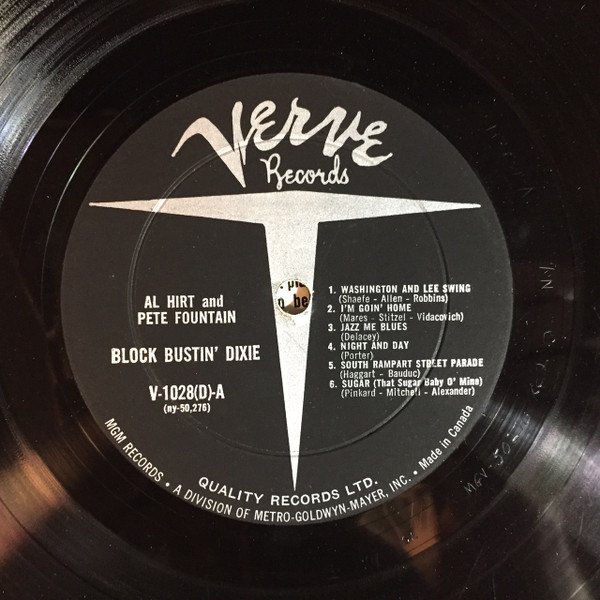 Verve
Records
AL HIRT and
PETE FOUNTAIN
BLOCK BUSTIN' DIXIE
V-1028(D)-A
(ny-50,276)
1. WASHINGTON AND LEE SWING
(Shaefe - Allen - Robbins)
2. I'M GOIN' HOME
(Mares - Stitzel - Vidacovich)
3. JAZZ ME BLUES
(Delacey)
4. NIGHT AND DAY
(Porter)
5. SOUTH RAMPART STREET PARADE
(Haggart - Bauduc)
6. SUGAR (That Sugar Baby O' Mine)
(Pinkard - Mitchell - Alexander)
be
QUALITY RECORDS LTD.
MGM RECORDS • A DIVISION OF METRO-GOLDWYN-MAYER, INC. • Made in Canada